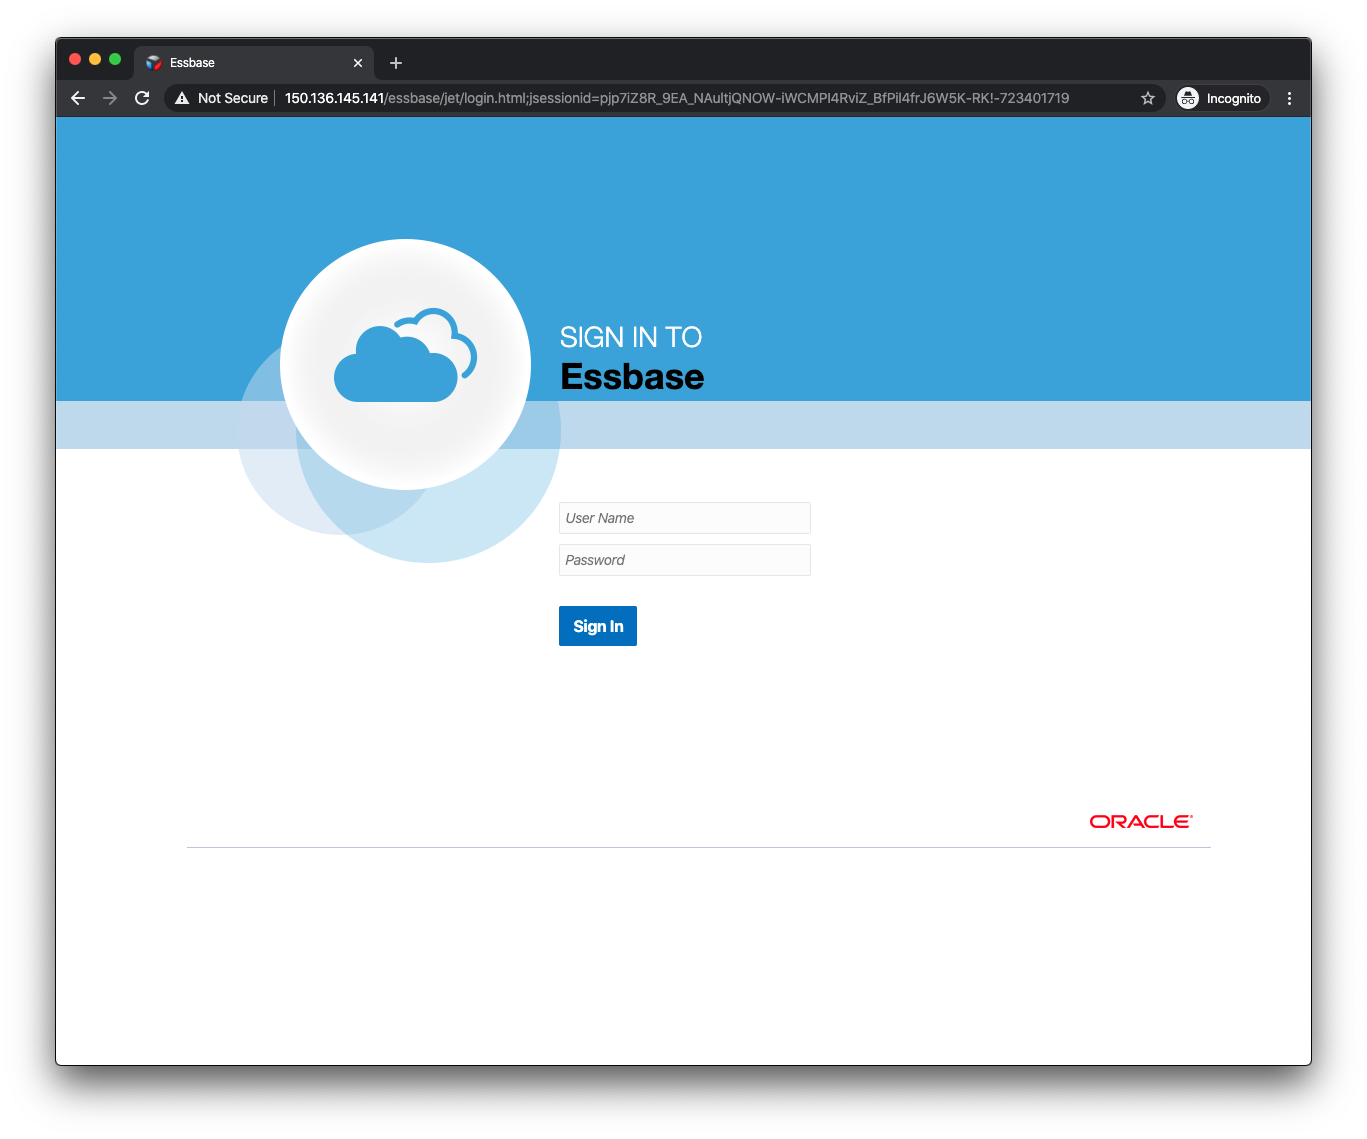 Essbase
Not Secure
150.136.145.141/essbase/jet/login.html;jsessionid=pjp7iZ8R_9EA_NAultjQNOW-iWCMPI4RviZ_BfPil4frJ6W5K-RK!-723401719
Incognito
SIGN IN TO
Essbase
User Name
Password
Sign In
ORACLE